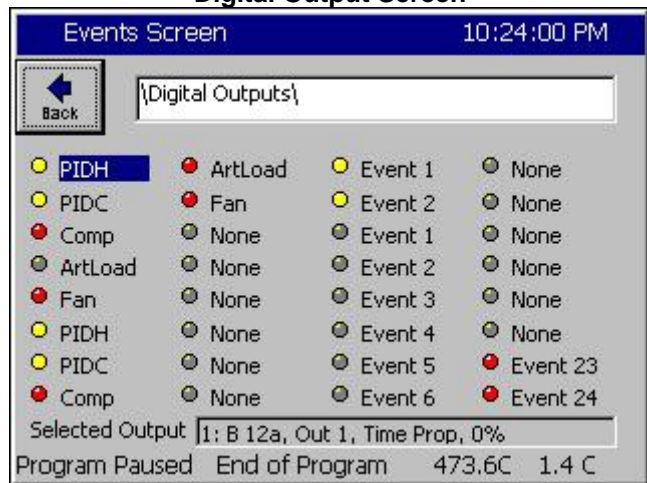 Digital Output Screen
Events Screen 10:24:00 PM
Back \Digital Outputs\
PIDH ArtLoad Event 1 None
PIDC Fan Event 2 None
Comp None Event 1 None
ArtLoad None Event 2 None
Fan None Event 3 None
PIDH None Event 4 None
PIDC None Event 5 Event 23
Comp None Event 6 Event 24
Selected Output 1: B 12a, Out 1, Time Prop, 0%
Program Paused End of Program 473.6C 1.4 C